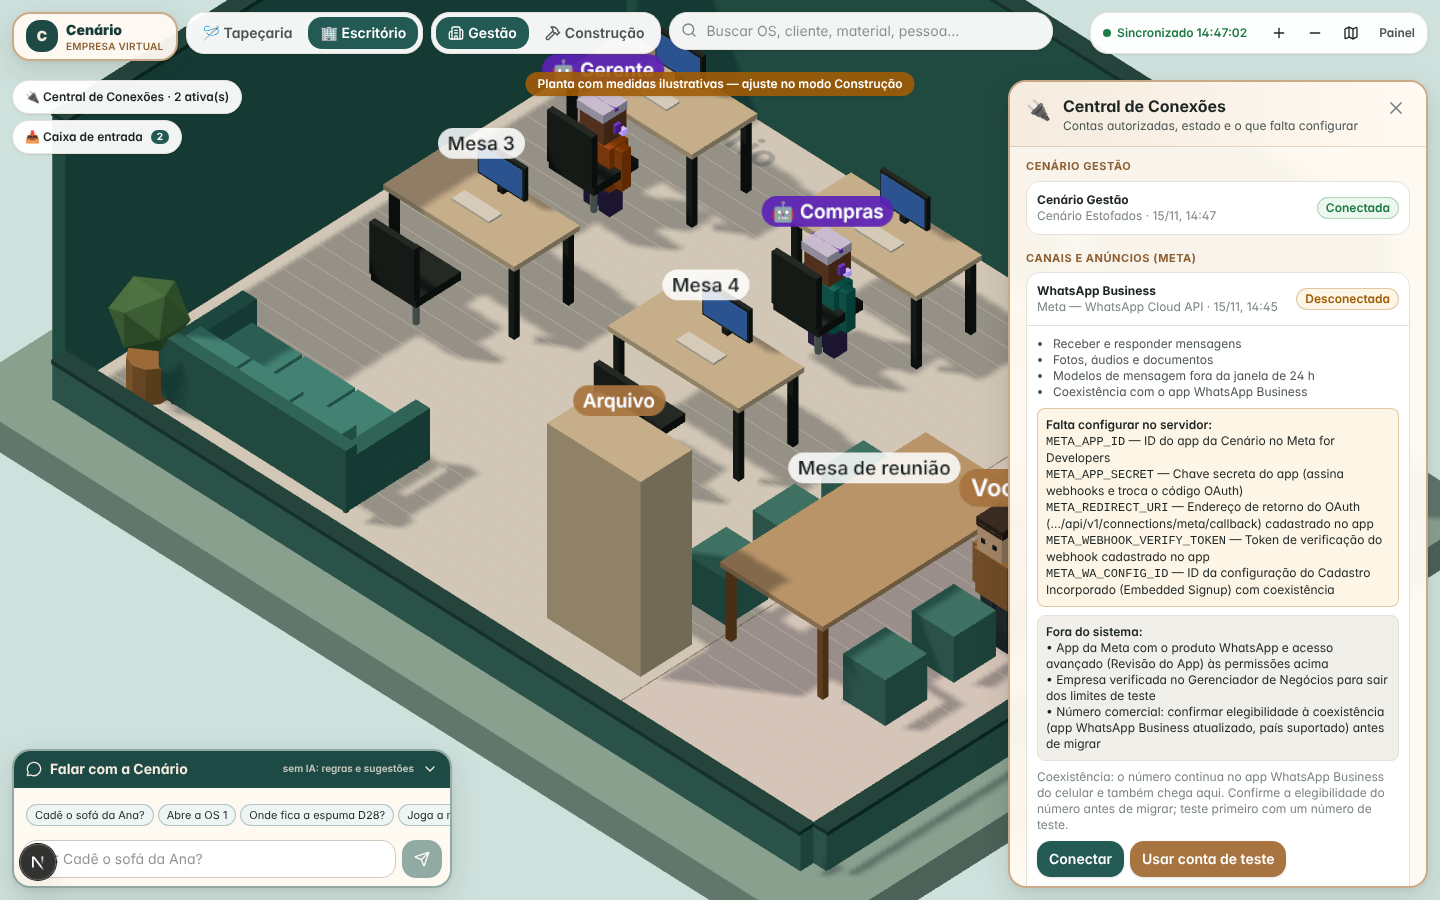 C
Cenário
EMPRESA VIRTUAL
Tapeçaria
Escritório
Gestão
Construção
Buscar OS, cliente, material, pessoa...
Sincronizado 14:47:02
Painel
Central de Conexões · 2 ativa(s)
Caixa de entrada 2
Gerente
Planta com medidas ilustrativas — ajuste no modo Construção
Mesa 3
Compras
Mesa 4
Arquivo
Mesa de reunião
Central de Conexões
Contas autorizadas, estado e o que falta configurar
CENÁRIO GESTÃO
Cenário Gestão
Cenário Estofados · 15/11, 14:47
Conectada
CANAIS E ANÚNCIOS (META)
WhatsApp Business
Meta — WhatsApp Cloud API · 15/11, 14:45
Desconectada
• Receber e responder mensagens
• Fotos, áudios e documentos
• Modelos de mensagem fora da janela de 24 h
• Coexistência com o app WhatsApp Business
Falta configurar no servidor:
META_APP_ID — ID do app da Cenário no Meta for
Developers
META_APP_SECRET — Chave secreta do app (assina
webhooks e troca o código OAuth)
META_REDIRECT_URI — Endereço de retorno do OAuth
(.../api/v1/connections/meta/callback) cadastrado no app
META_WEBHOOK_VERIFY_TOKEN — Token de verificação do
webhook cadastrado no app
META_WA_CONFIG_ID — ID da configuração do Cadastro
Incorporado (Embedded Signup) com coexistência
Fora do sistema:
• App da Meta com o produto WhatsApp e acesso
avançado (Revisão do App) às permissões acima
• Empresa verificada no Gerenciador de Negócios para sair
dos limites de teste
• Número comercial: confirmar elegibilidade à coexistência
(app WhatsApp Business atualizado, país suportado) antes
de migrar
Coexistência: o número continua no app WhatsApp Business
do celular e também chega aqui. Confirme a elegibilidade do
número antes de migrar; teste primeiro com um número de
teste.
Conectar
Usar conta de teste
Falar com a Cenário
sem IA: regras e sugestões
Cadê o sofá da Ana?
Abre a OS 1
Onde fica a espuma D28?
Joga a
N
Cadê o sofá da Ana?